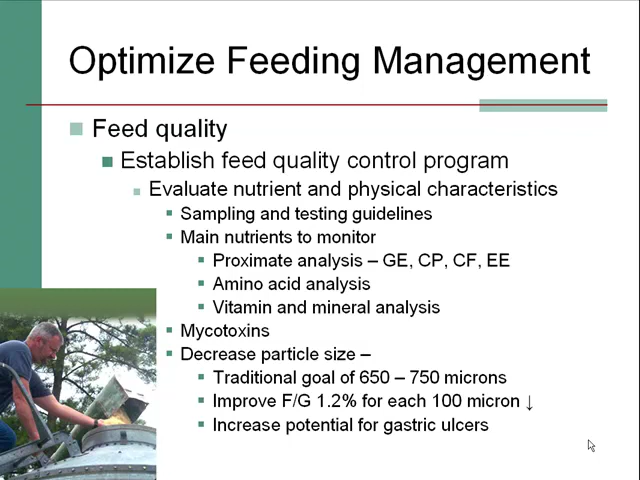 Optimize Feeding Management
Feed quality
Establish feed quality control program
Evaluate nutrient and physical characteristics
Sampling and testing guidelines
Main nutrients to monitor
Proximate analysis – GE, CP, CF, EE
Amino acid analysis
Vitamin and mineral analysis
Mycotoxins
Decrease particle size –
Traditional goal of 650 – 750 microns
Improve F/G 1.2% for each 100 micron ↓
Increase potential for gastric ulcers